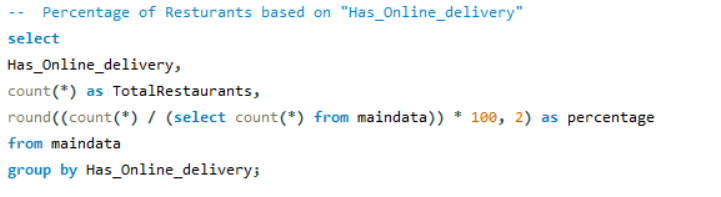 --  Percentage of Resturants based on "Has_Online_delivery"
select
Has_Online_delivery,
count(*) as TotalRestaurants,
round((count(*) / (select count(*) from maindata)) * 100, 2) as percentage
from maindata
group by Has_Online_delivery;